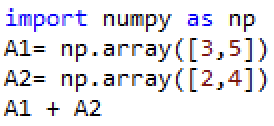 import numpy as np
A1= np.array([3,5])
A2= np.array([2,4])
A1 + A2